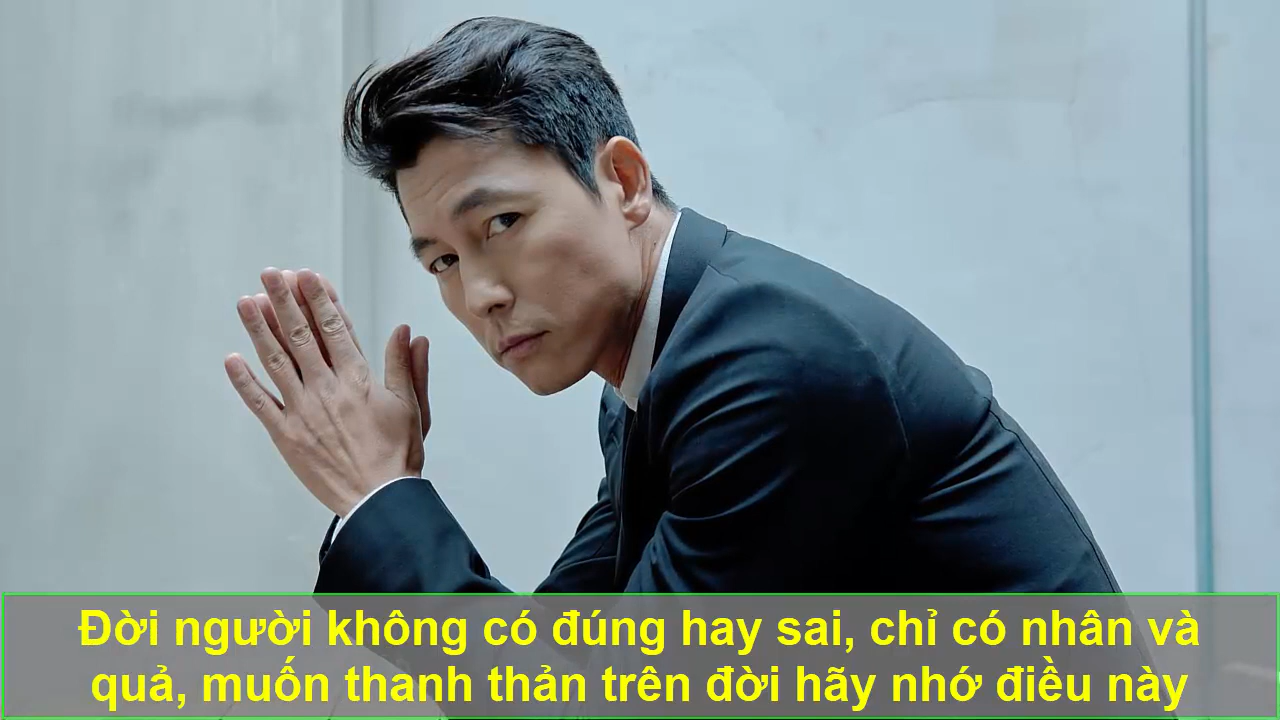 Đời người không có đúng hay sai, chỉ có nhân và
quả, muốn thanh thản trên đời hãy nhớ điều này